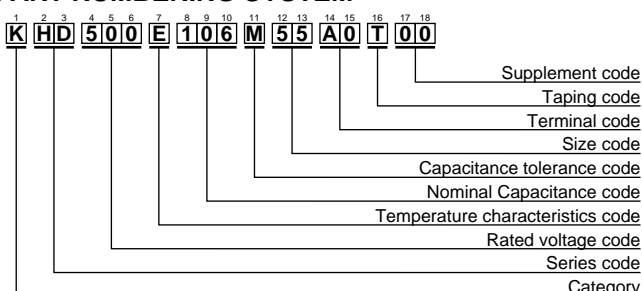 PART NUMBERING SYSTEM
1 2 3 4 5 6 7 8 9 10 11 12 13 14 15 16 17 18
K HD 500 E 106 M 55 A0 T 00
Supplement code
Taping code
Terminal code
Size code
Capacitance tolerance code
Nominal Capacitance code
Temperature characteristics code
Rated voltage code
Series code
Category